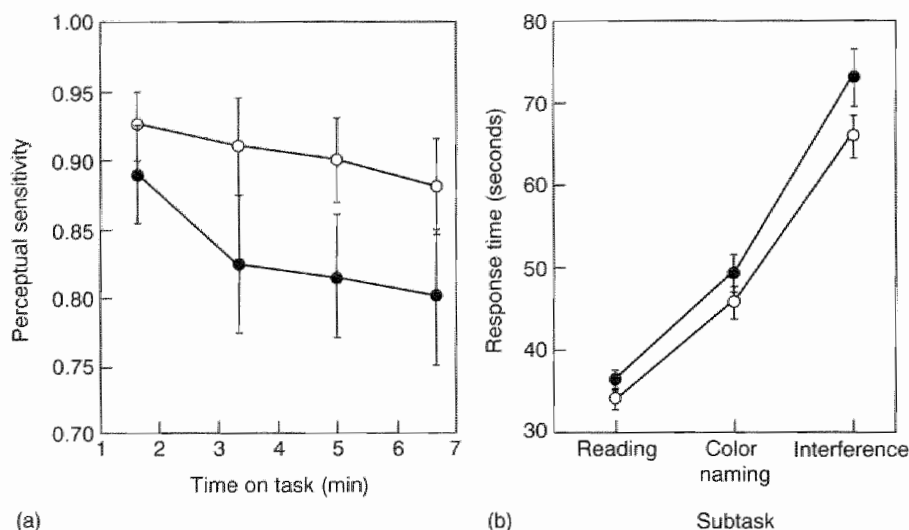 1.00
0.95
0.90
0.85
0.80
0.75
0.70
Perceptual sensitivity
1 2 3 4 5 6 7
Time on task (min)
(a)
80
70
60
50
40
30
Response time (seconds)
Reading Color naming Interference
Subtask
(b)